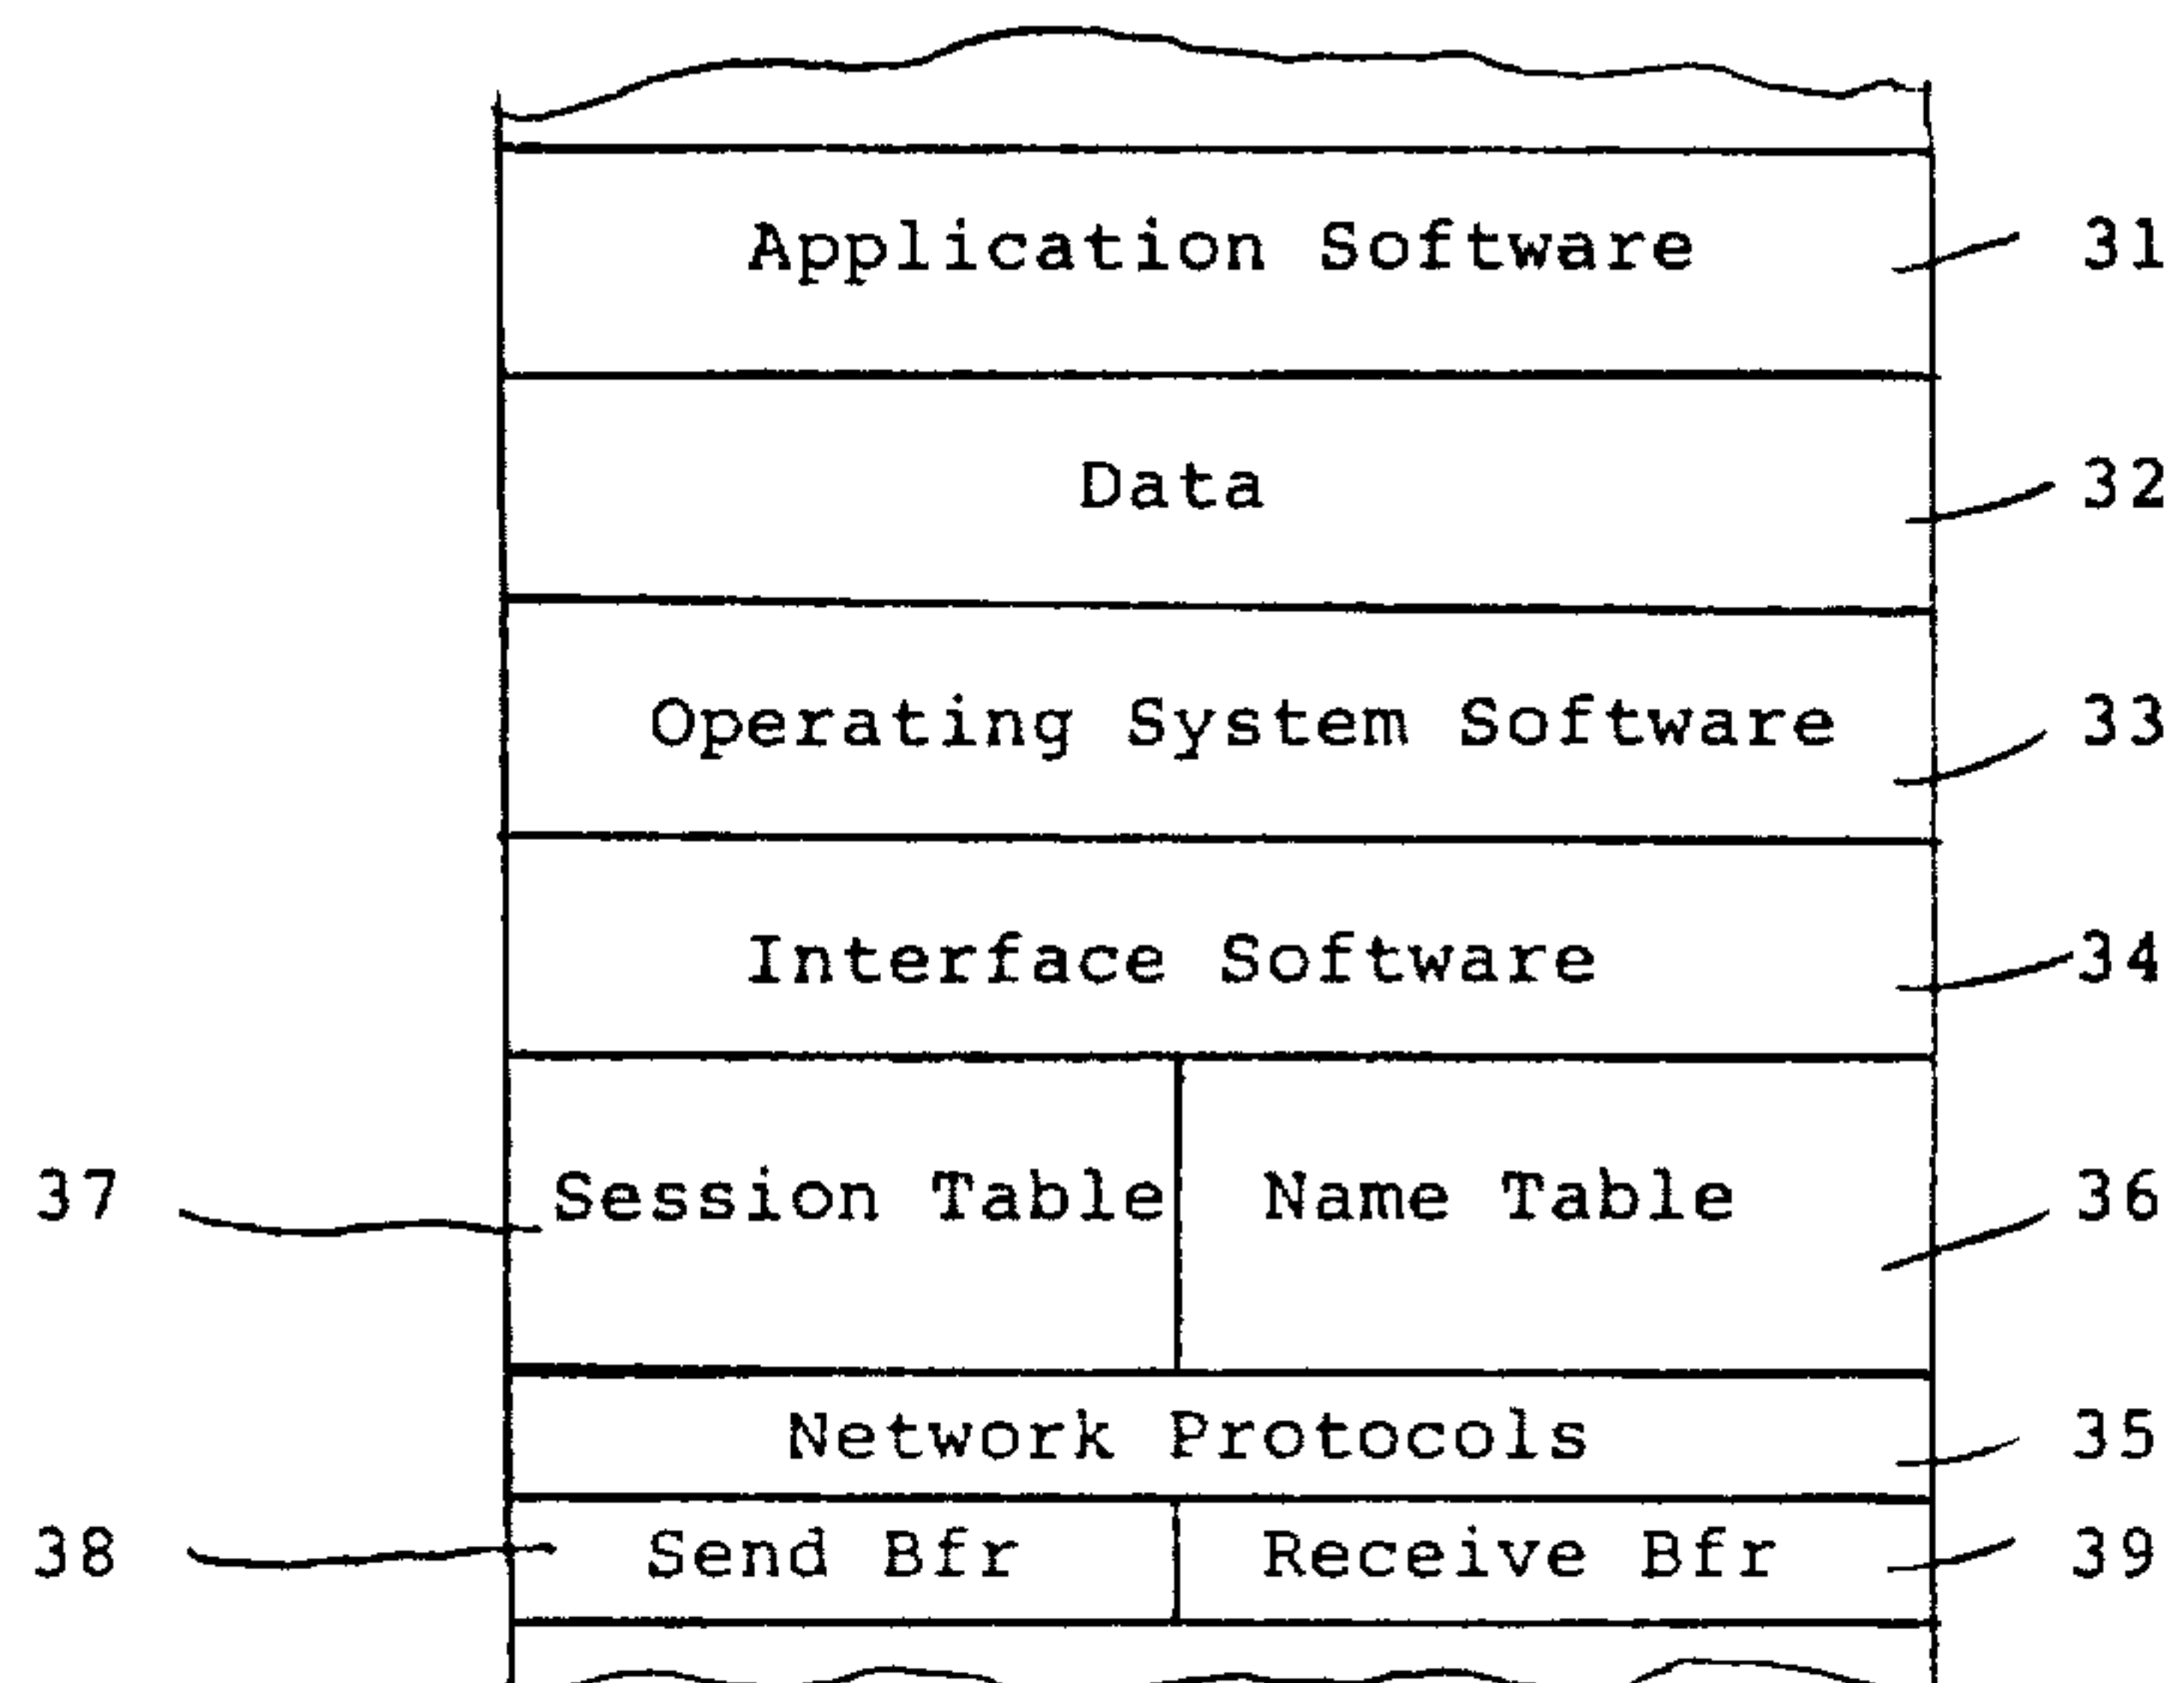 Application Software 31
Data 32
Operating System Software 33
Interface Software 34
37 Session Table Name Table 36
Network Protocols 35
38 Send Bfr Receive Bfr 39